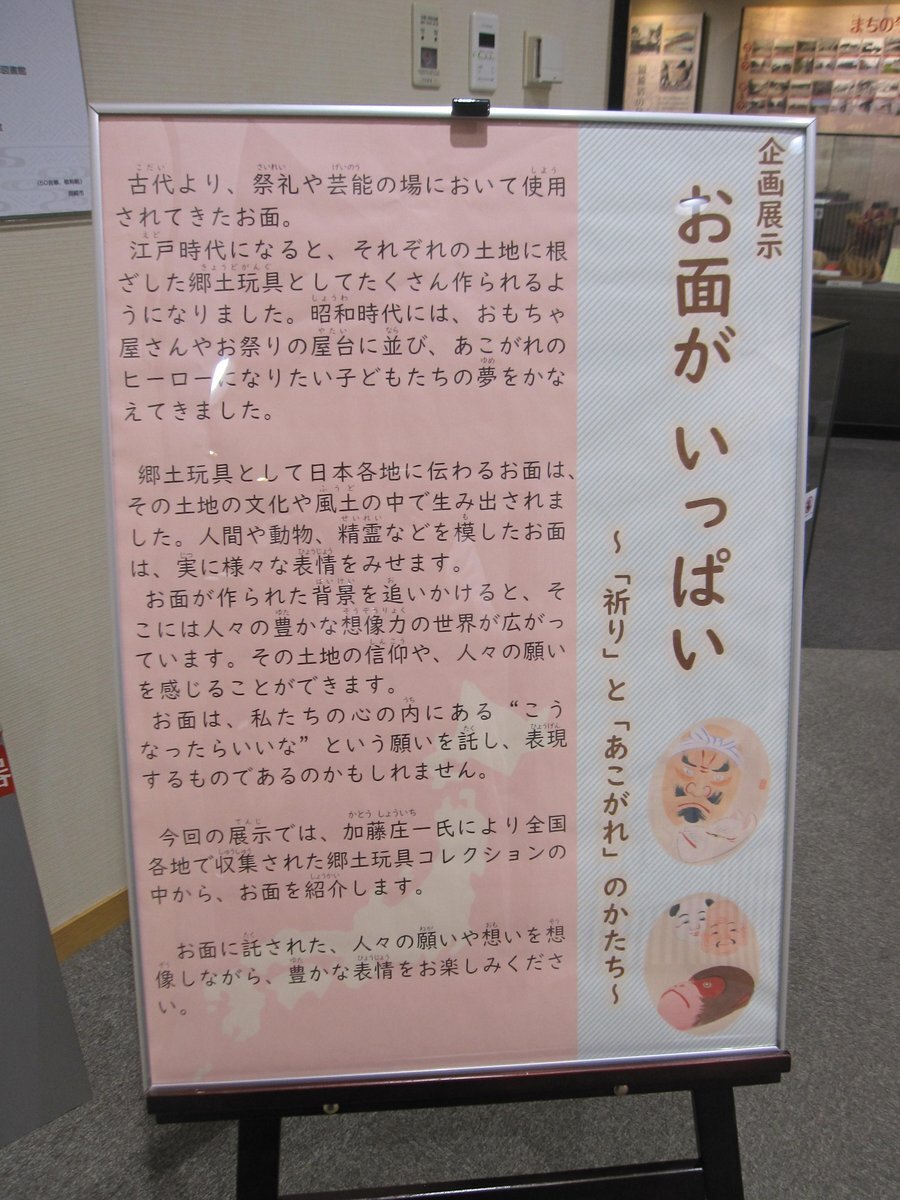 企画展示
お面が いっぱい
～「祈り」と「あこがれ」のかたち～
古代より、祭礼や芸能の場において使用
されてきたお面。
江戸時代になると、それぞれの土地に根
ざした郷土玩具としてたくさん作られるよ
うになりました。昭和時代には、おもちゃ
屋さんやお祭りの屋台に並び、あこがれの
ヒーローになりたい子どもたちの夢をかな
えてきました。
郷土玩具として日本各地に伝わるお面は、
その土地の文化や風土の中で生み出されま
した。人間や動物、精霊などを模したお面
は、実に様々な表情をみせます。
お面が作られた背景を追いかけると、そ
こには人々の豊かな想像力の世界が広がっ
ています。その土地の信仰や、人々の願い
を感じることができます。
お面は、私たちの心の内にある“こう
なったらいいな”という願いを託し、表現
するものであるのかもしれません。
今回の展示では、加藤庄一氏により全国
各地で収集された郷土玩具コレクションの
中から、お面を紹介します。
お面に託された、人々の願いや想いを想
像しながら、豊かな表情をお楽しみくださ
い。
まちの